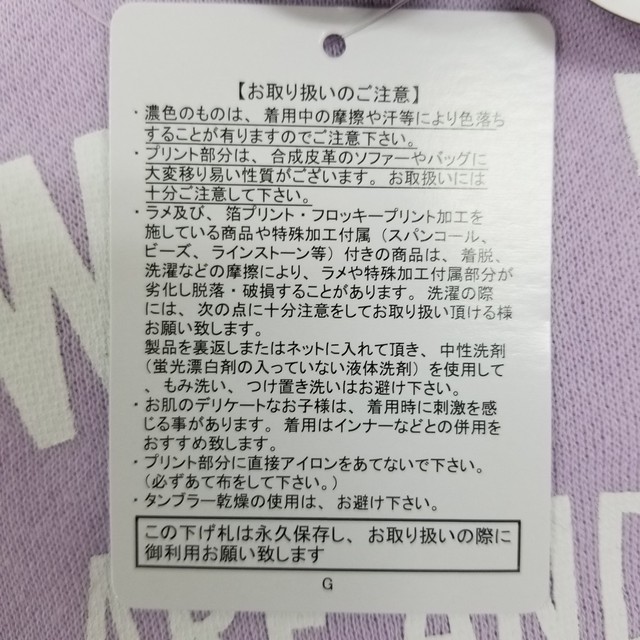 【お取り扱いのご注意】
・濃色のものは、着用中の摩擦や汗等により色落ち
することが有りますのでご注意下さい。
・プリント部分は、合成皮革のソファーやバッグに
大変移り易い性質がございます。お取扱いには
十分ご注意して下さい。
・ラメ及び、箔プリント・フロッキープリント加工を
施している商品や特殊加工付属（スパンコール、
ビーズ、ラインストーン等）付きの商品は、着脱、
洗濯などの摩擦により、ラメや特殊加工付属部分が
劣化し脱落・破損することがあります。洗濯の際
には、次の点に十分注意をしてお取り扱い頂ける様
お願い致します。
製品を裏返しまたはネットに入れて頂き、中性洗剤
（蛍光漂白剤の入っていない液体洗剤）を使用して
、もみ洗い、つけ置き洗いはお避け下さい。
・お肌のデリケートなお子様は、着用時に刺激を感
じる事があります。着用はインナーなどとの併用を
おすすめ致します。
・プリント部分に直接アイロンをあてないで下さい。
（必ずあて布をして下さい。）
・タンブラー乾燥の使用は、お避け下さい。
この下げ札は永久保存し、お取り扱いの際に
御利用お願い致します
G